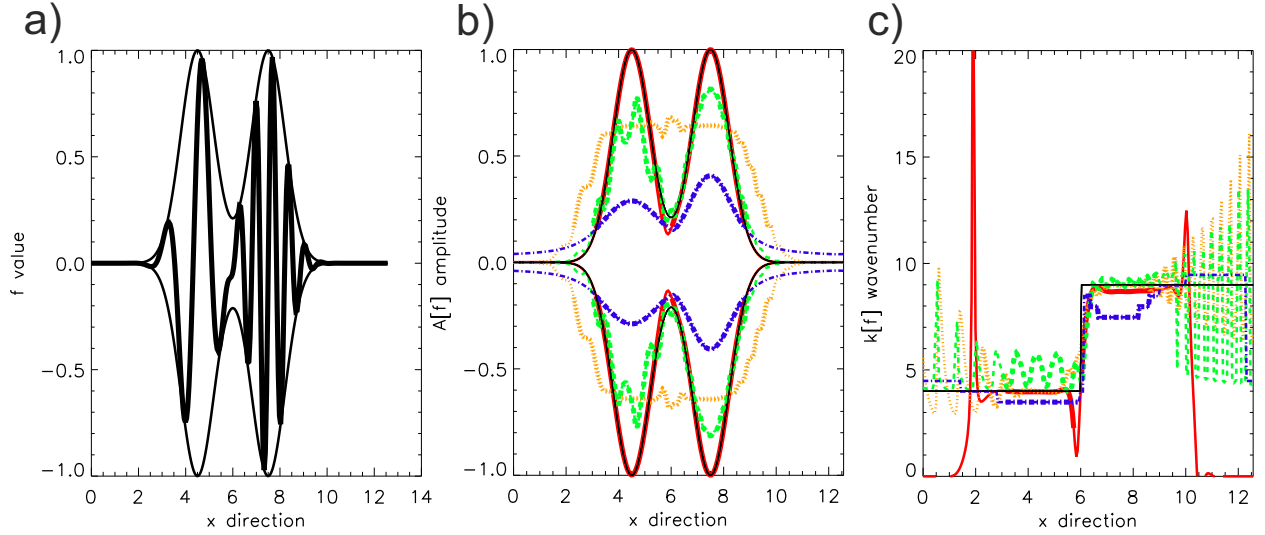 a)
b)
c)
f value
1.0
0.5
0.0
−0.5
−1.0
0 2 4 6 8 10 12 14
x direction
A[f] amplitude
1.0
0.5
0.0
−0.5
−1.0
0 2 4 6 8 10 12
x direction
k[f] wavenumber
20
15
10
5
0
0 2 4 6 8 10 12
x direction